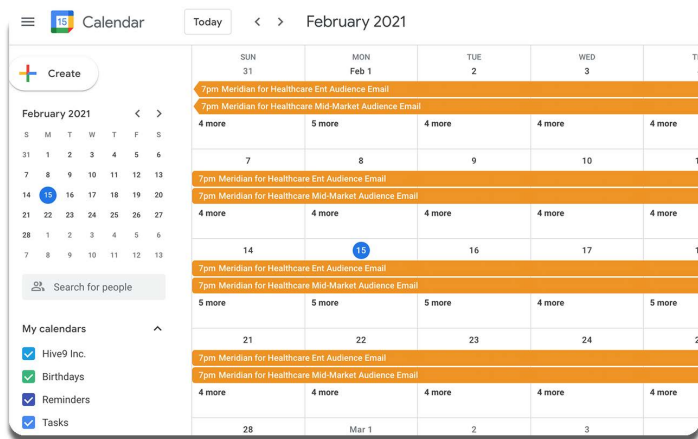 15 Calendar Today < > February 2021
Create
February 2021 < >
S M T W T F S
31 1 2 3 4 5 6
7 8 9 10 11 12 13
14 15 16 17 18 19 20
21 22 23 24 25 26 27
28 1 2 3 4 5 6
7 8 9 10 11 12 13
Search for people
My calendars
Hive9 Inc.
Birthdays
Reminders
Tasks
SUN MON TUE WED
31 Feb 1 2 3
7pm Meridian for Healthcare Ent Audience Email
7pm Meridian for Healthcare Mid-Market Audience Email
4 more 5 more 4 more 4 more 4 more
7 8 9 10
7pm Meridian for Healthcare Ent Audience Email
7pm Meridian for Healthcare Mid-Market Audience Email
4 more 4 more 4 more 4 more 4 more
14 15 16 17
7pm Meridian for Healthcare Ent Audience Email
7pm Meridian for Healthcare Mid-Market Audience Email
5 more 5 more 5 more 4 more 5 more
21 22 23 24
7pm Meridian for Healthcare Ent Audience Email
7pm Meridian for Healthcare Mid-Market Audience Email
4 more 4 more 4 more 4 more 4 more
28 Mar 1 2 3